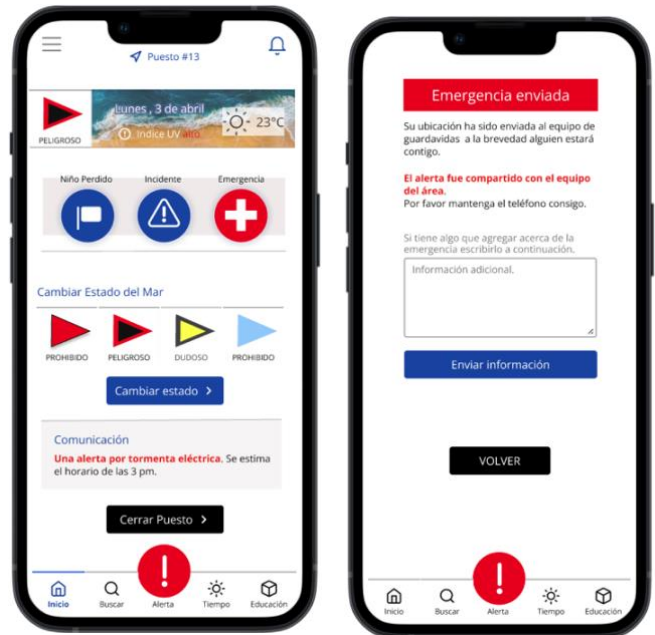 Puesto #13
Lunes , 3 de abril
Indice UV alto.
23°C
PELIGROSO
Niño Perdido
Incidente
Emergencia
Cambiar Estado del Mar
PROHIBIDO
PELIGROSO
DUDOSO
PROHIBIDO
Cambiar estado >
Comunicación
Una alerta por tormenta eléctrica. Se estima
el horario de las 3 pm.
Cerrar Puesto >
Inicio
Buscar
Alerta
Tiempo
Educación
Emergencia enviada
Su ubicación ha sido enviada al equipo de
guardavidas a la brevedad alguien estará
contigo.
El alerta fue compartido con el equipo
del área.
Por favor mantenga el teléfono consigo.
Si tiene algo que agregar acerca de la
emergencia escribirlo a continuación.
Información adicional.
Enviar información
VOLVER
Inicio
Buscar
Alerta
Tiempo
Educación